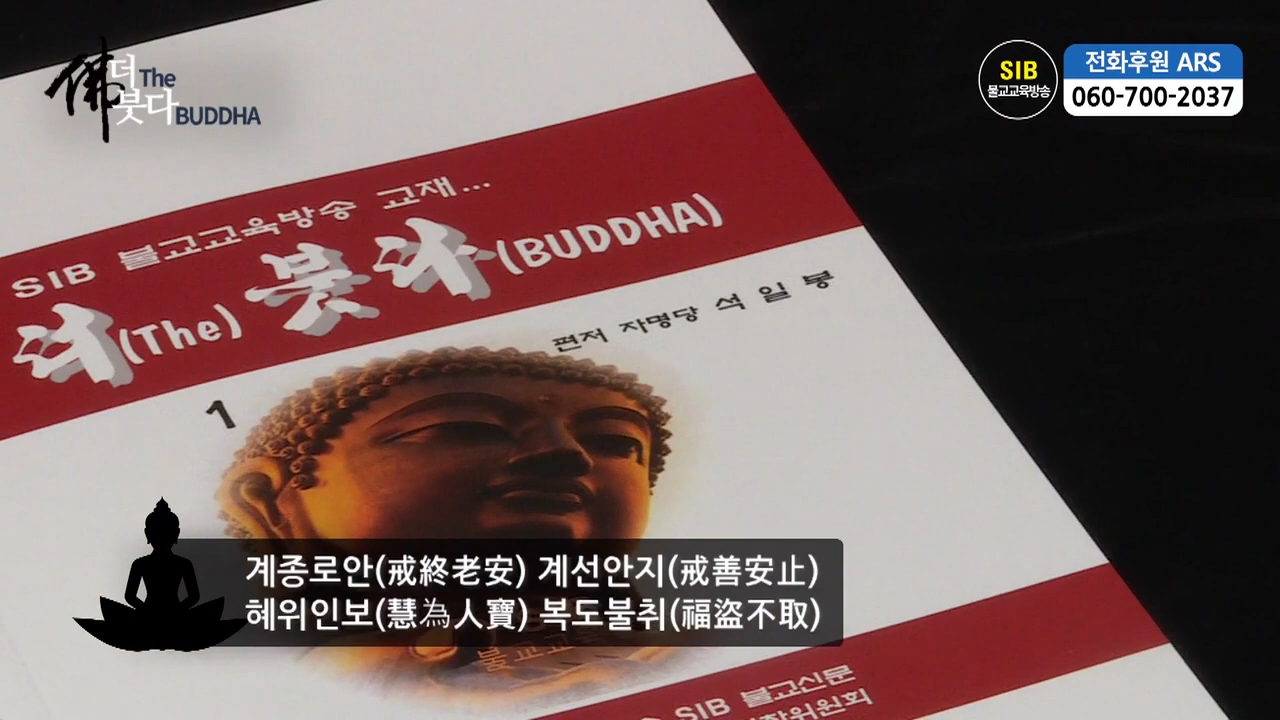 佛 더 The
붓다 BUDDHA
SIB
불교교육방송
전화후원 ARS
060-700-2037
SIB 불교교육방송 교재...
더(The) 붓다(BUDDHA)
편저 자명당 석일봉
1
계종로안(戒終老安) 계선안지(戒善安止)
혜위인보(慧為人寶) 복도불취(福盜不取)
SIB 불교신문